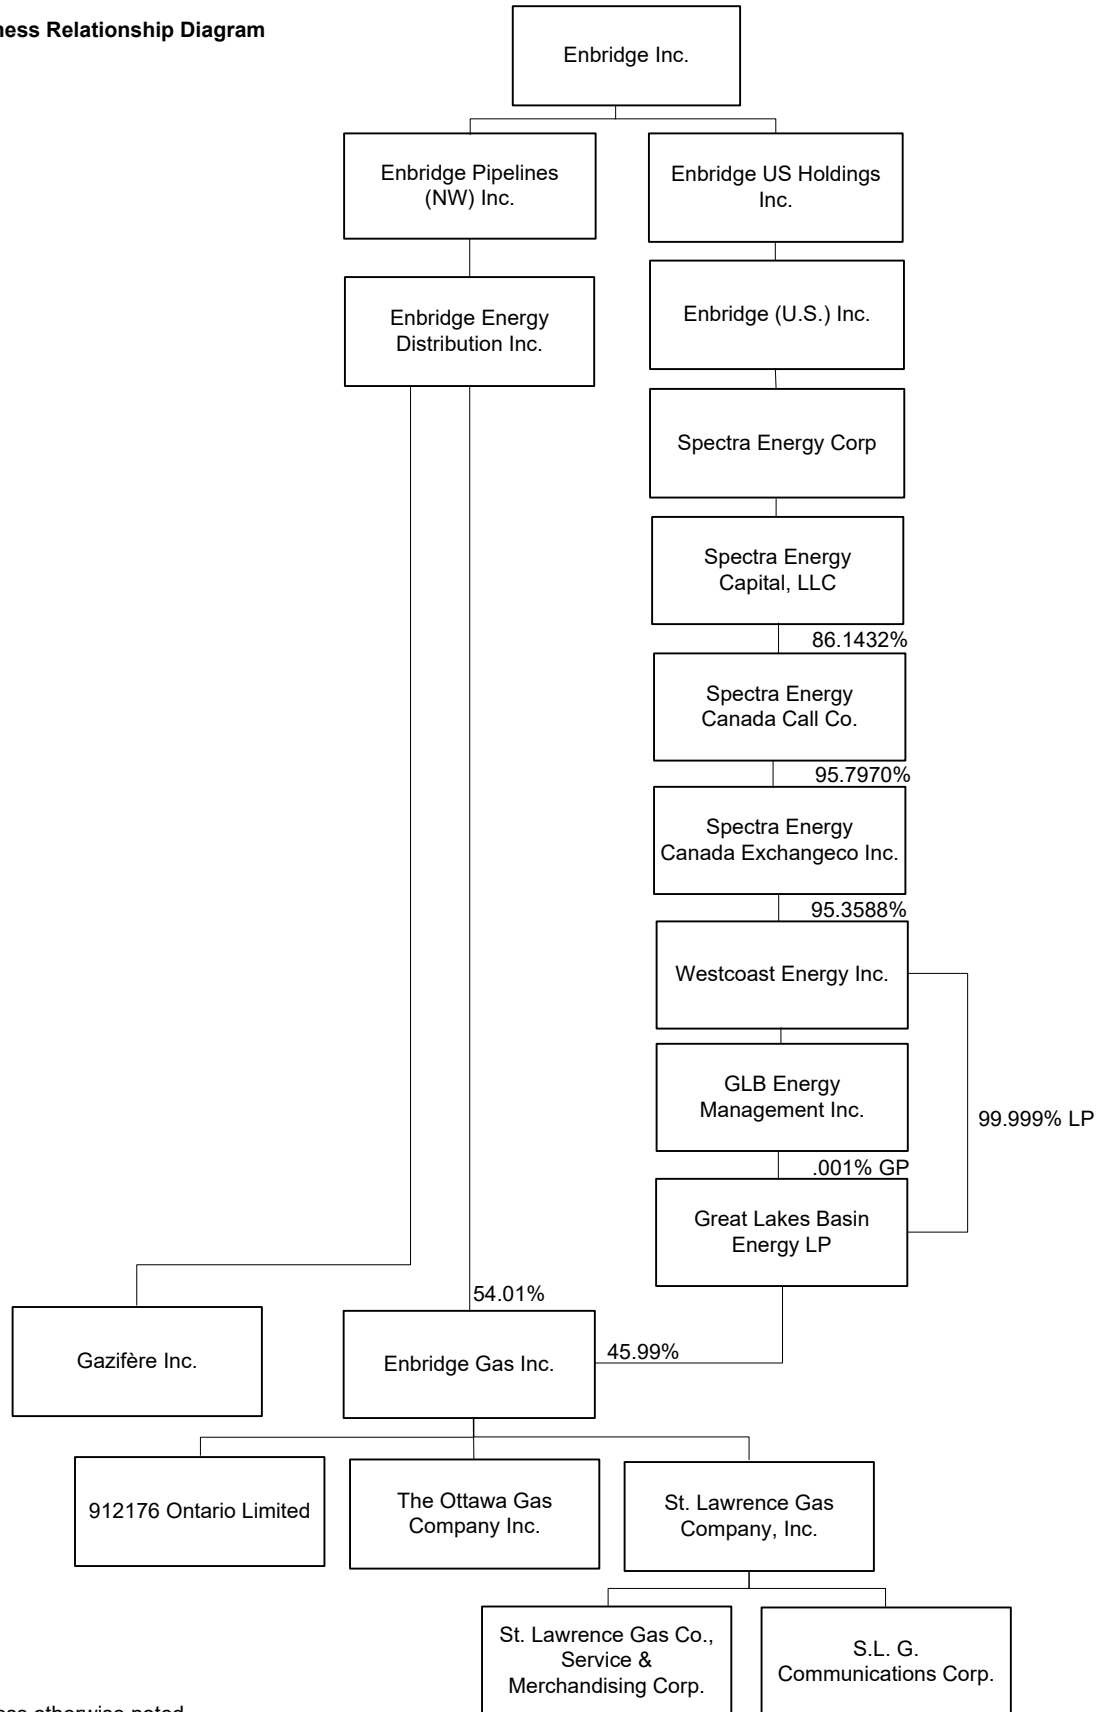 Relationship Diagram
Enbridge Inc.
Enbridge Pipelines
(NW) Inc.
Enbridge US Holdings
Inc.
Enbridge Energy
Distribution Inc.
Enbridge (U.S.) Inc.
Spectra Energy Corp
Spectra Energy
Capital, LLC
86.1432%
Spectra Energy
Canada Call Co.
95.7970%
Spectra Energy
Canada Exchangeco Inc.
95.3588%
Westcoast Energy Inc.
GLB Energy
Management Inc.
99.999% LP
.001% GP
Great Lakes Basin
Energy LP
54.01%
Gazifère Inc.
Enbridge Gas Inc.
45.99%
912176 Ontario Limited
The Ottawa Gas
Company Inc.
St. Lawrence Gas
Company, Inc.
St. Lawrence Gas Co.,
Service &
Merchandising Corp.
S.L. G.
Communications Corp.
otherwise noted